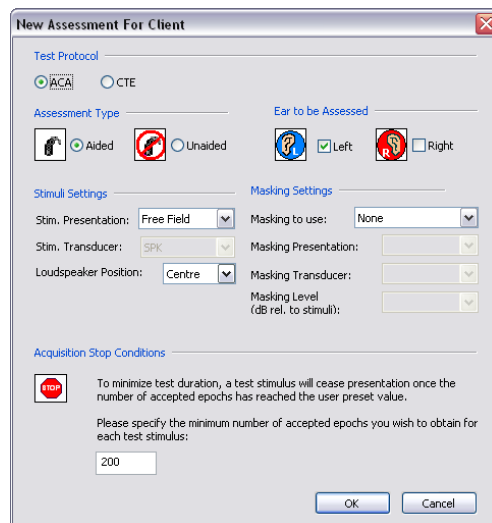 New Assessment For Client
Test Protocol
ACA CTE
Assessment Type
Aided Unaided
Ear to be Assessed
L Left R Right
Stimuli Settings
Stim. Presentation: Free Field
Stim. Transducer: SPK
Loudspeaker Position: Centre
Masking Settings
Masking to use: None
Masking Presentation:
Masking Transducer:
Masking Level
(dB rel. to stimuli):
Acquisition Stop Conditions
STOP
To minimize test duration, a test stimulus will cease presentation once the
number of accepted epochs has reached the user preset value.
Please specify the minimum number of accepted epochs you wish to obtain for
each test stimulus:
200
OK Cancel